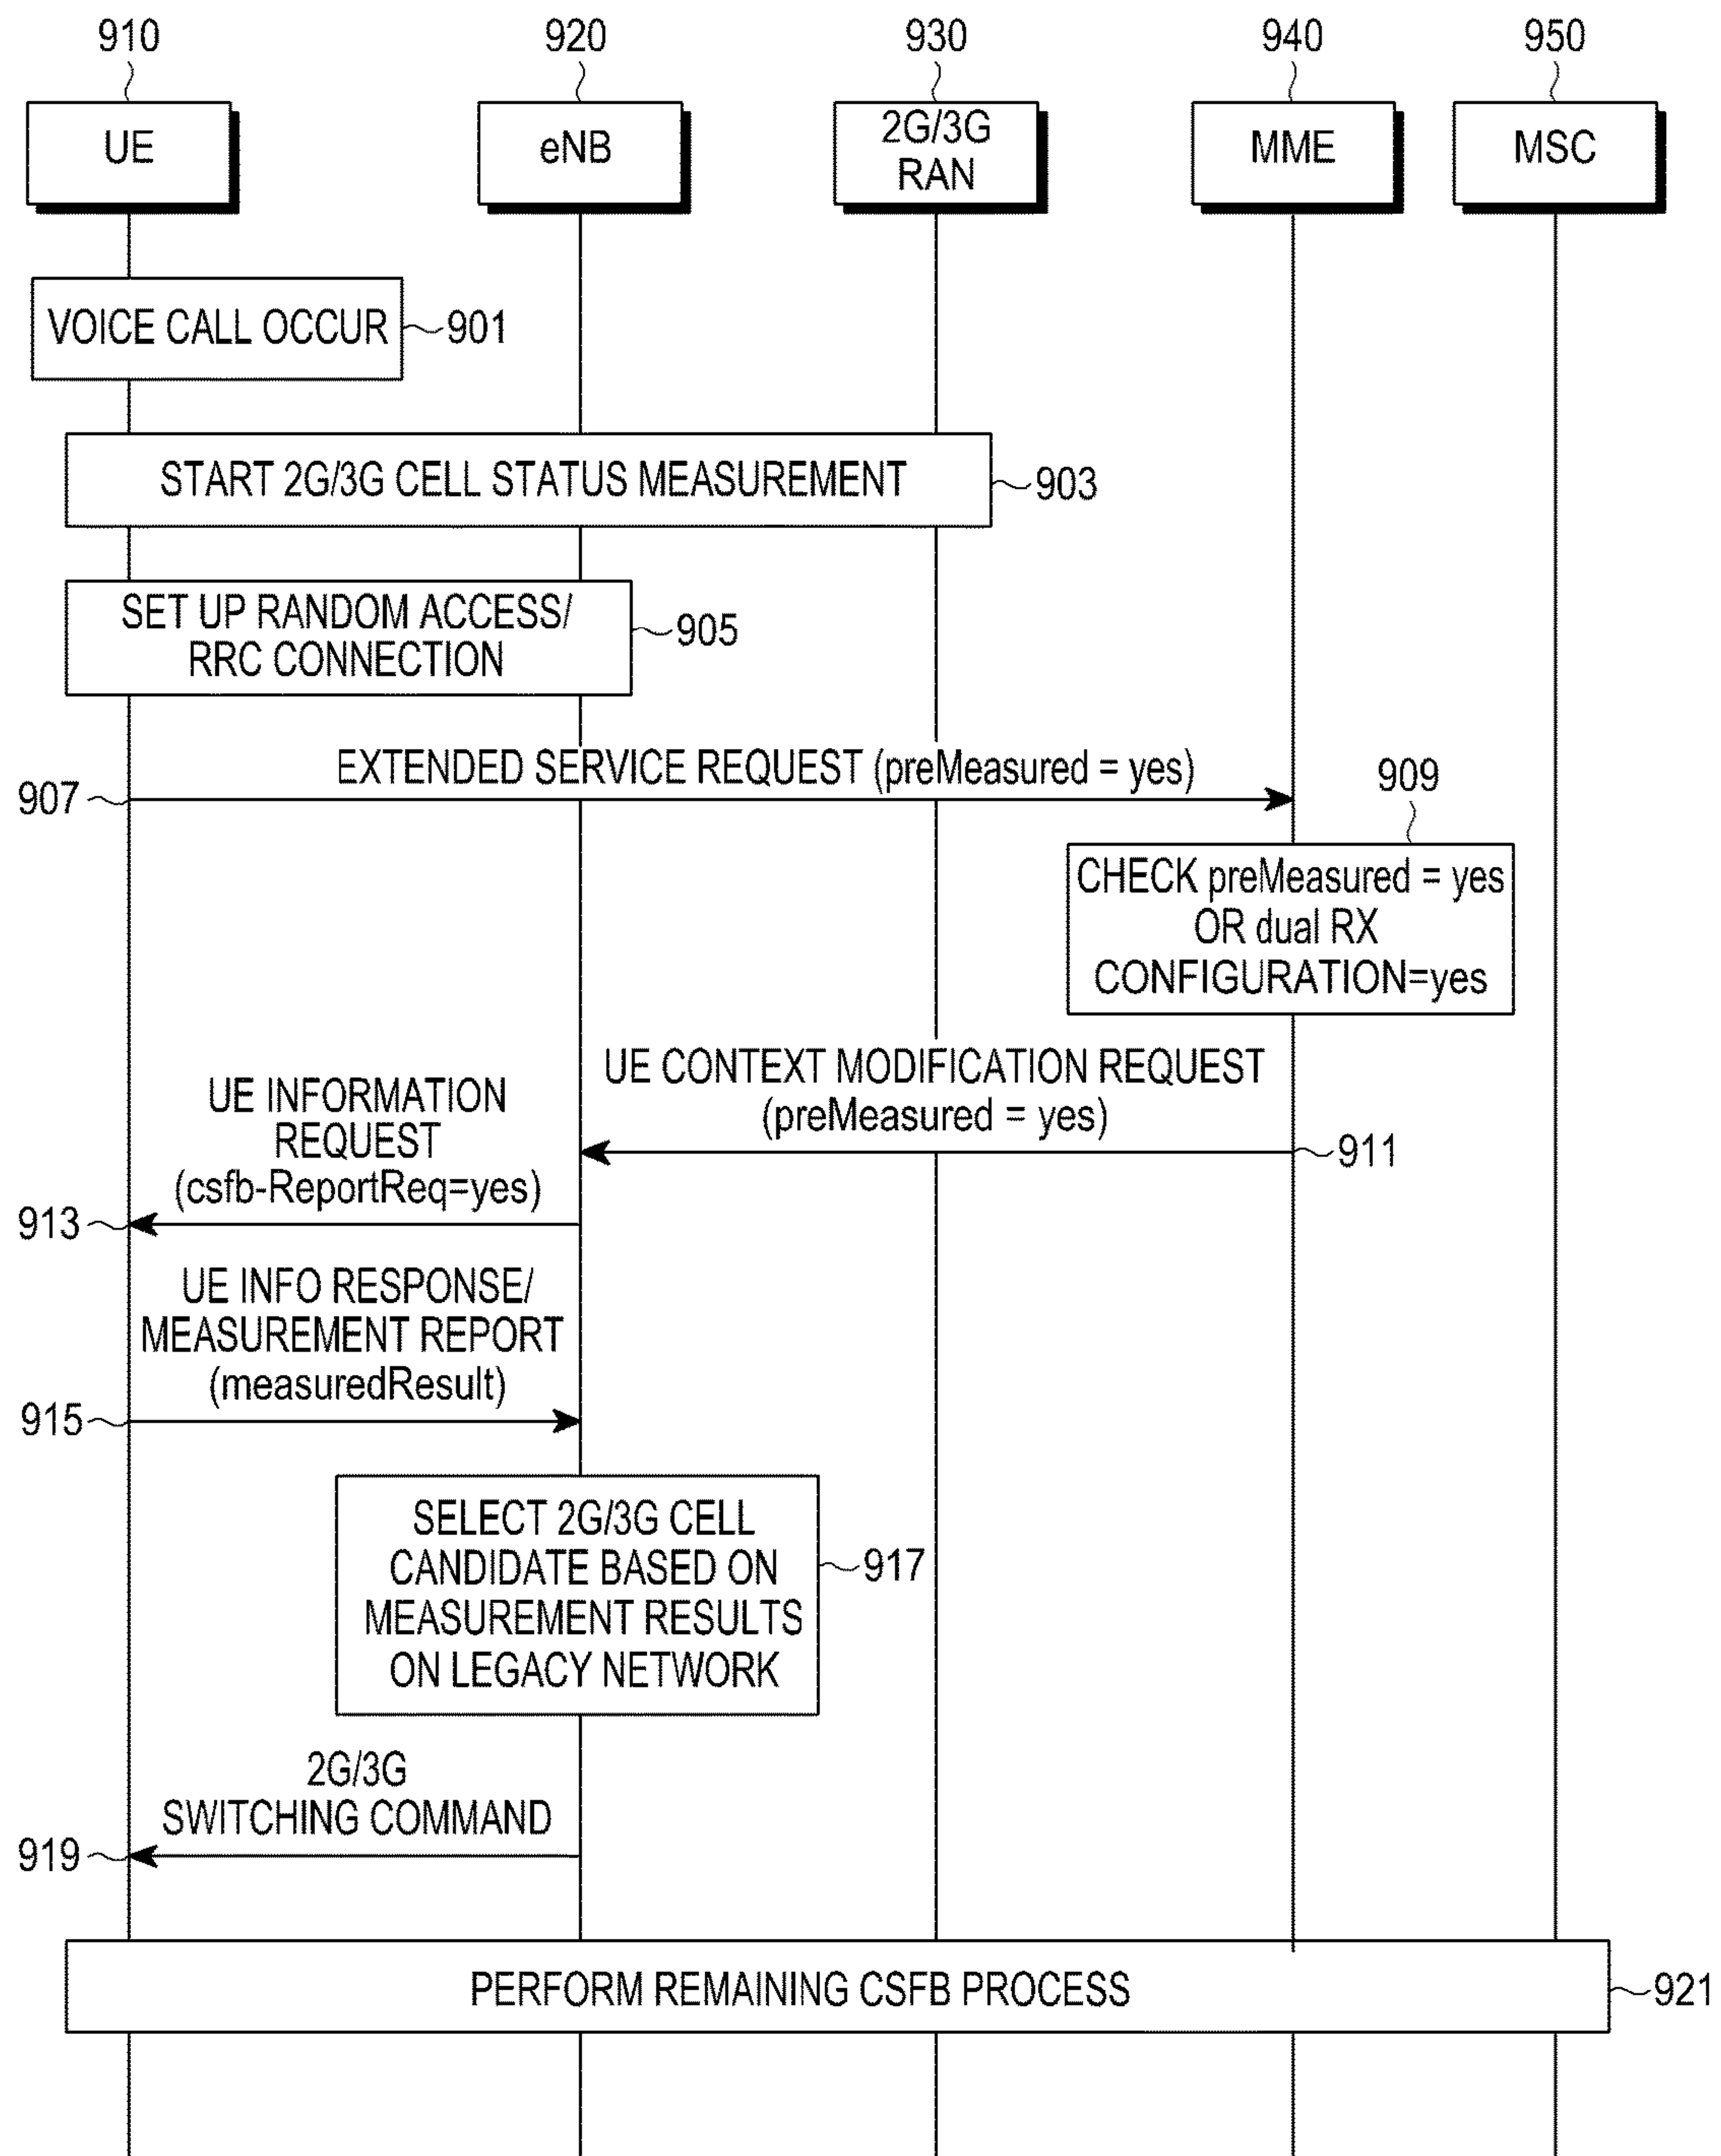 910
920
930
940
950
UE
eNB
2G/3G
RAN
MME
MSC
VOICE CALL OCCUR
901
START 2G/3G CELL STATUS MEASUREMENT
903
SET UP RANDOM ACCESS/
RRC CONNECTION
905
EXTENDED SERVICE REQUEST (preMeasured = yes)
907
909
CHECK preMeasured = yes
OR dual RX
CONFIGURATION=yes
UE CONTEXT MODIFICATION REQUEST
(preMeasured = yes)
911
UE INFORMATION
REQUEST
(csfb-ReportReq=yes)
913
UE INFO RESPONSE/
MEASUREMENT REPORT
(measuredResult)
915
SELECT 2G/3G CELL
CANDIDATE BASED ON
MEASUREMENT RESULTS
ON LEGACY NETWORK
917
2G/3G
SWITCHING COMMAND
919
PERFORM REMAINING CSFB PROCESS
921